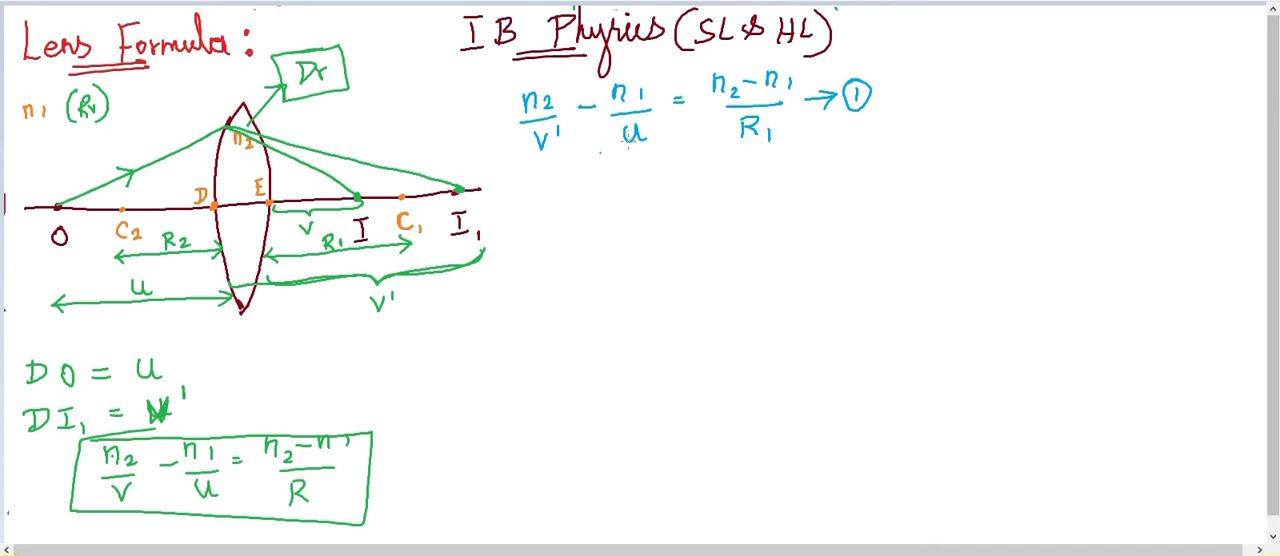 Lens Formula:
IB Physics (SL & HL)
n₁ (Rr)
Dr
n₂/V' - n₁/u = n₂-n₁/R₁ → ①
n₂
D
E
O
C₂
V
I
C₁
I₁
R₂
R₁
u
V'
DO = u
DI₁ = V'
n₂/V - n₁/u = n₂-n₁/R